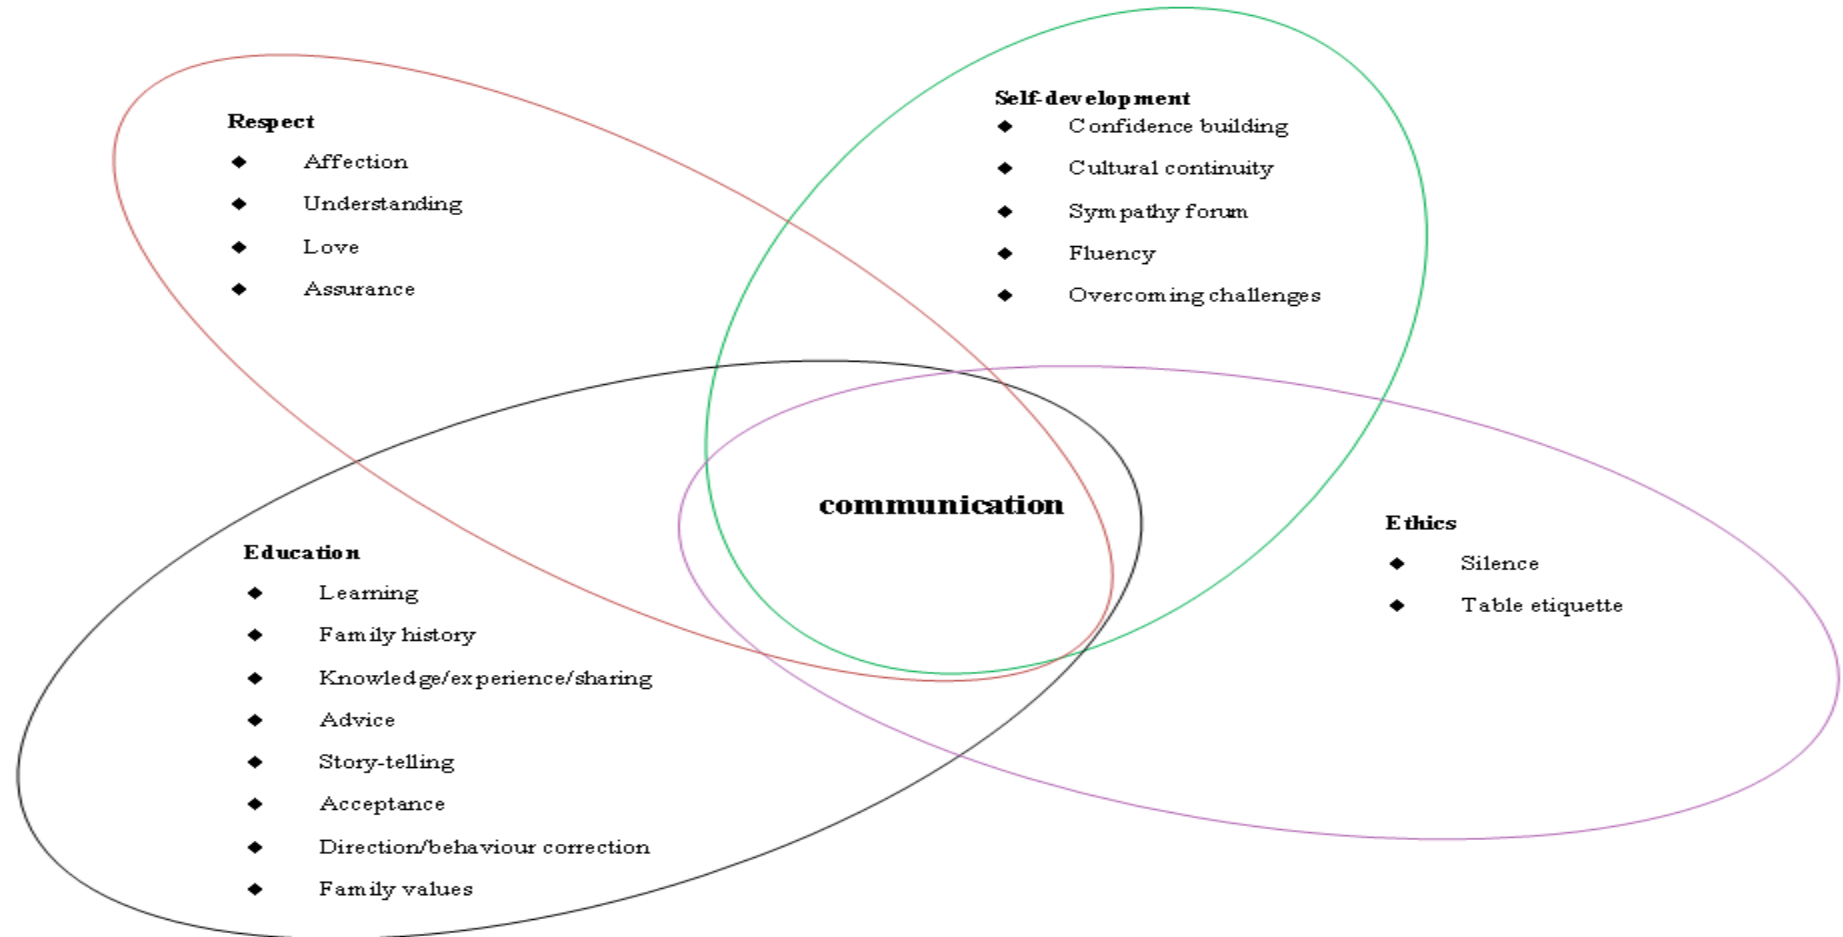 Respect
◆ Affection
◆ Understanding
◆ Love
◆ Assurance
Self-development
◆ Confidence building
◆ Cultural continuity
◆ Sympathy forum
◆ Fluency
◆ Overcoming challenges
communication
Education
◆ Learning
◆ Family history
◆ Knowledge/experience/sharing
◆ Advice
◆ Story-telling
◆ Acceptance
◆ Direction/behaviour correction
◆ Family values
Ethics
◆ Silence
◆ Table etiquette